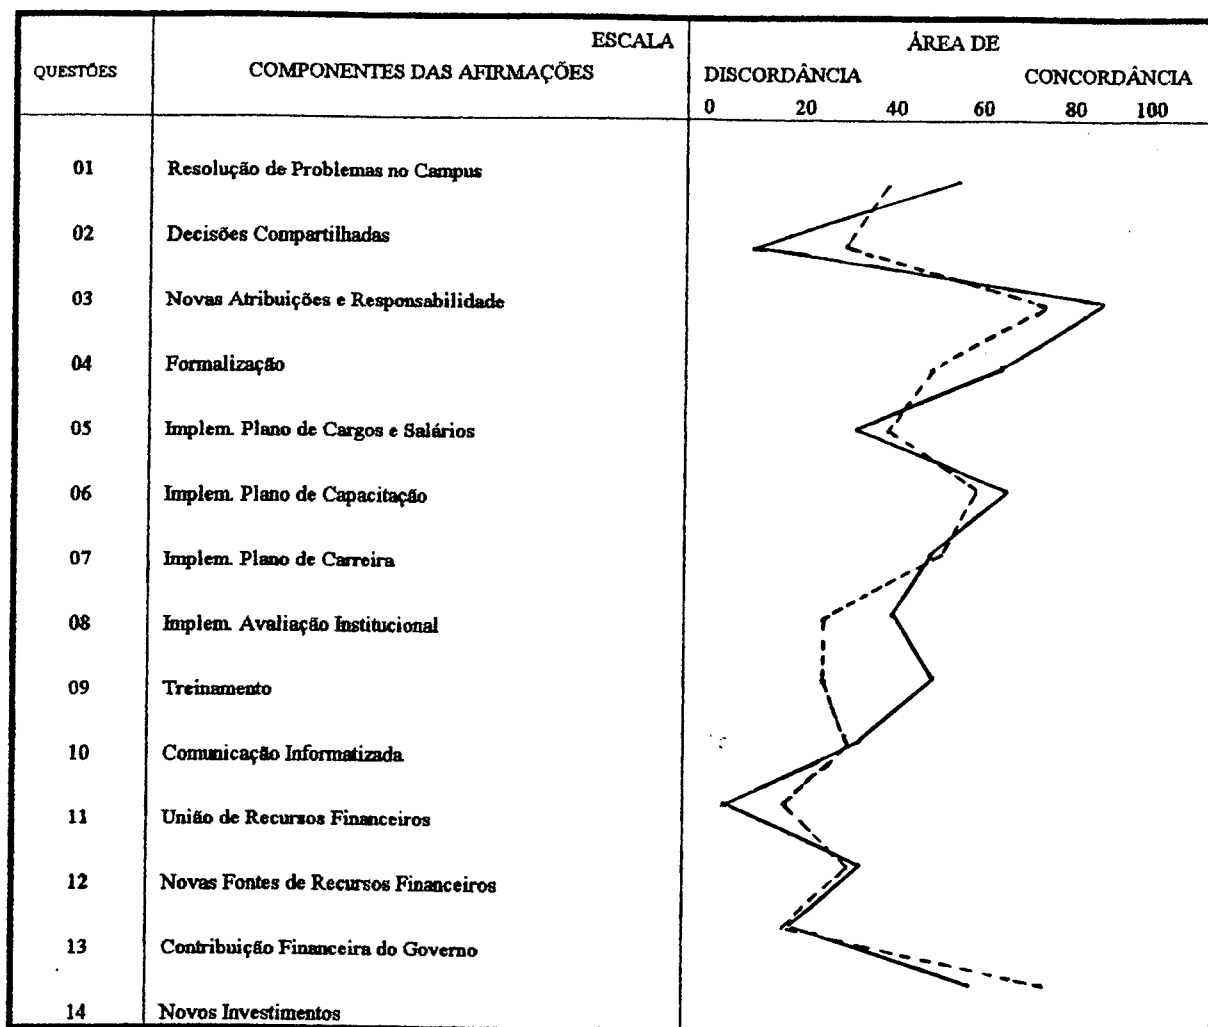 ESCALA ÁREA DE
QUESTÕES COMPONENTES DAS AFIRMAÇÕES DISCORDÂNCIA CONCORDÂNCIA
0 20 40 60 80 100
01 Resolução de Problemas no Campus
02 Decisões Compartilhadas
03 Novas Atribuições e Responsabilidade
04 Formalização
05 Implem. Plano de Cargos e Salários
06 Implem. Plano de Capacitação
07 Implem. Plano de Carreira
08 Implem. Avaliação Institucional
09 Treinamento
10 Comunicação Informatizada
11 União de Recursos Financeiros
12 Novas Fontes de Recursos Financeiros
13 Contribuição Financeira do Governo
14 Novos Investimentos